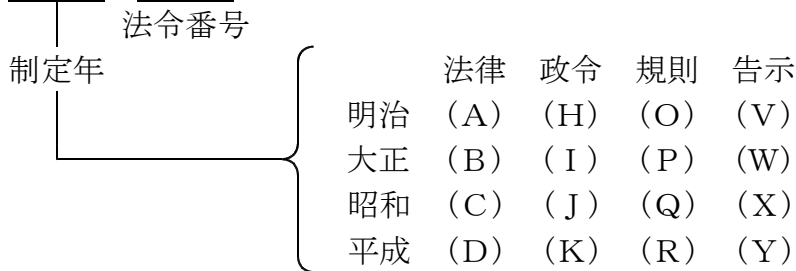 法令番号
制定年
法律 政令 規則 告示
明治 （A） （H） （O） （V）
大正 （B） （I） （P） （W）
昭和 （C） （J） （Q） （X）
平成 （D） （K） （R） （Y）